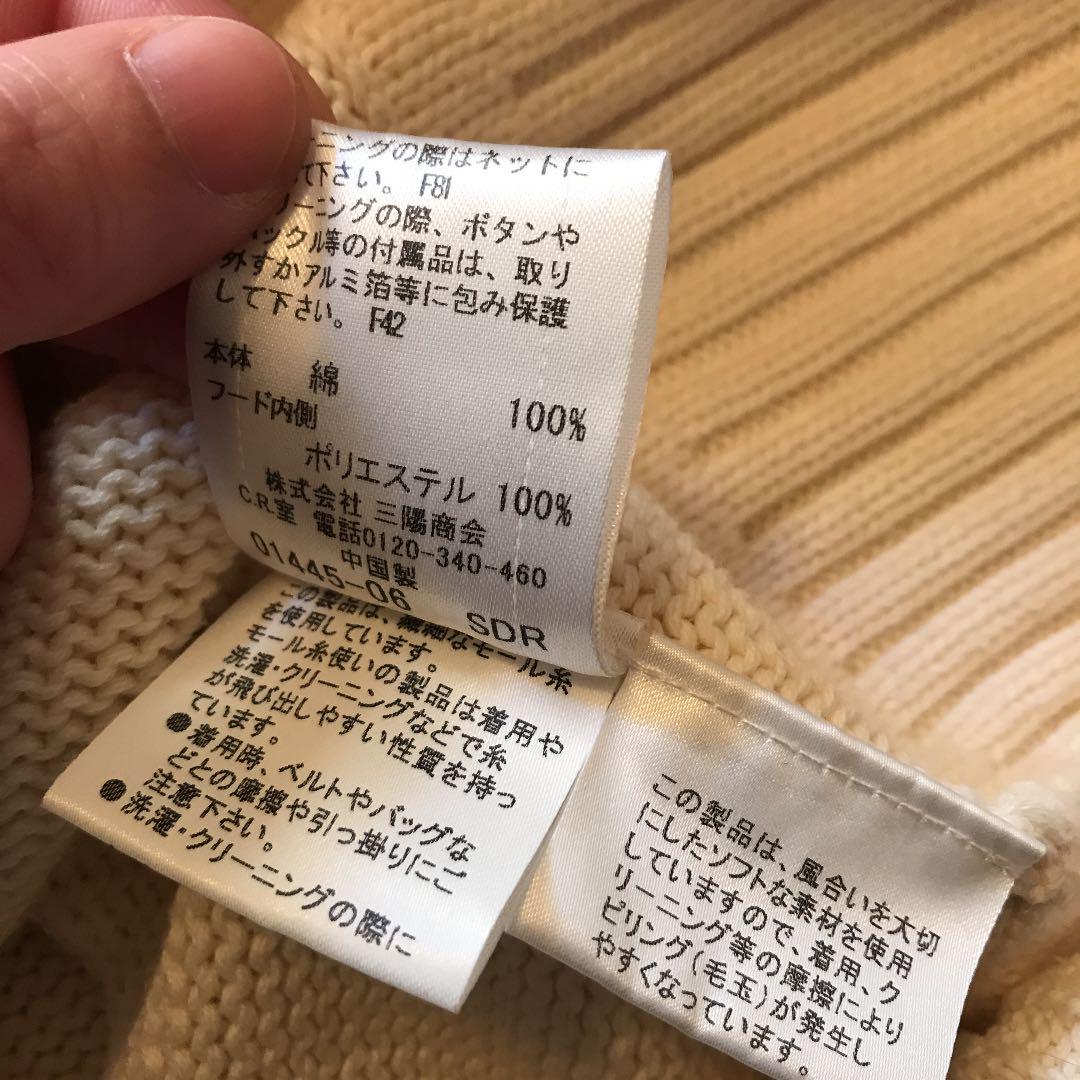 ーニングの際はネットに
下さい。 F81
リーニングの際、ボタンや
バックル等の付属品は、取り
外すかアルミ箔等に包み保護
して下さい。 F42
本体 綿 100%
フード内側
ポリエステル 100%
株式会社 三陽商会
C.R.室 電話0120-340-460
中国製
01445-06 SDR
この製品は、繊細なモール糸
を使用しています。
モール糸使いの製品は着用や
洗濯・クリーニングなどで糸
が飛び出しやすい性質を持っ
ています。
●着用時、ベルトやバッグな
どとの摩擦や引っ掛りにご
注意下さい。
●洗濯・クリーニングの際に
この製品は、風合いを大切
にしたソフトな素材を使用
していますので、着用、ク
リーニング等の摩擦により
ピリング(毛玉)が発生し
やすくなっています。